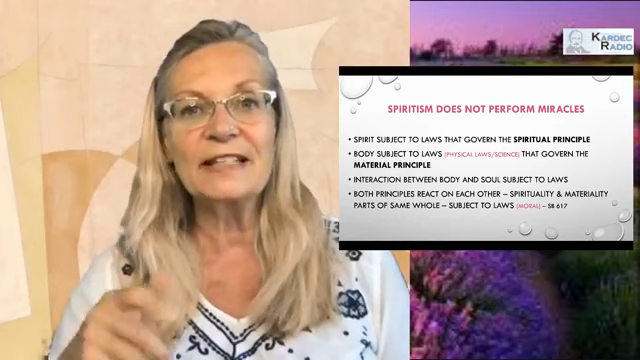 KARDEC
RADIO
SPIRITISM DOES NOT PERFORM MIRACLES
• SPIRIT SUBJECT TO LAWS THAT GOVERN THE SPIRITUAL PRINCIPLE
• BODY SUBJECT TO LAWS (PHYSICAL LAWS/SCIENCE) THAT GOVERN THE
MATERIAL PRINCIPLE
• INTERACTION BETWEEN BODY AND SOUL SUBJECT TO LAWS
• BOTH PRINCIPLES REACT ON EACH OTHER – SPIRITUALITY & MATERIALITY
PARTS OF SAME WHOLE – SUBJECT TO LAWS (MORAL) – SB 617